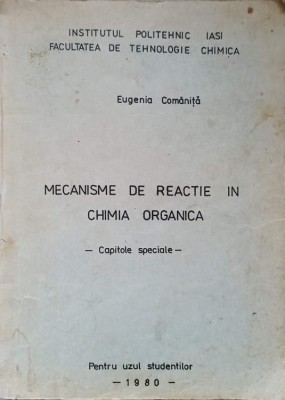 INSTITUTUL POLITEHNIC IASI
FACULTATEA DE TEHNOLOGIE CHIMICA
Eugenia Comăniță
MECANISME DE REACTIE IN
CHIMIA ORGANICA
— Capitole speciale —
Pentru uzul studentilor
— 1980 —